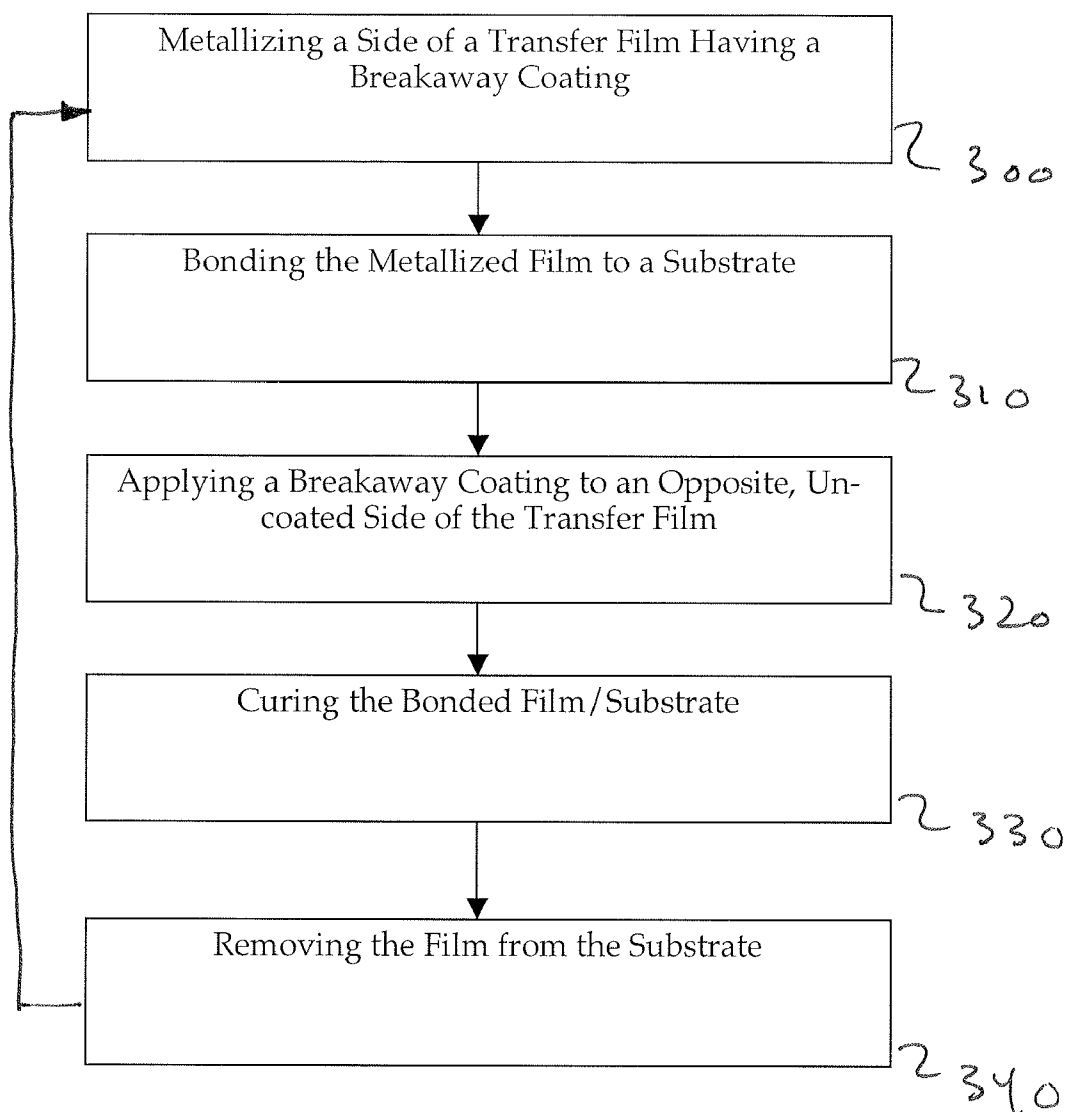 Metallizing a Side of a Transfer Film Having a
Breakaway Coating
300
Bonding the Metallized Film to a Substrate
310
Applying a Breakaway Coating to an Opposite, Un-
coated Side of the Transfer Film
320
Curing the Bonded Film/Substrate
330
Removing the Film from the Substrate
340